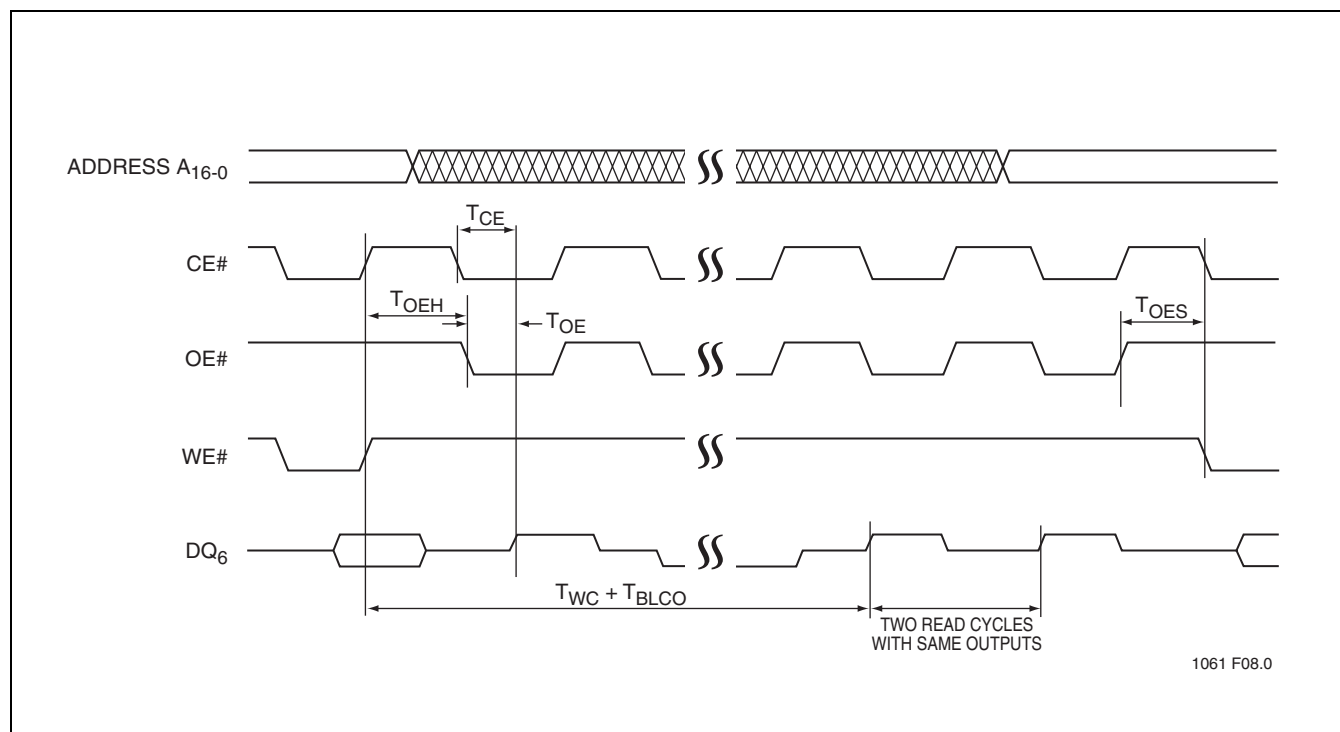 ADDRESS A16-0
TCE
CE#
TOEH
TOE
TOES
OE#
WE#
DQ6
TWC + TBLCO
TWO READ CYCLES
WITH SAME OUTPUTS
1061 F08.0